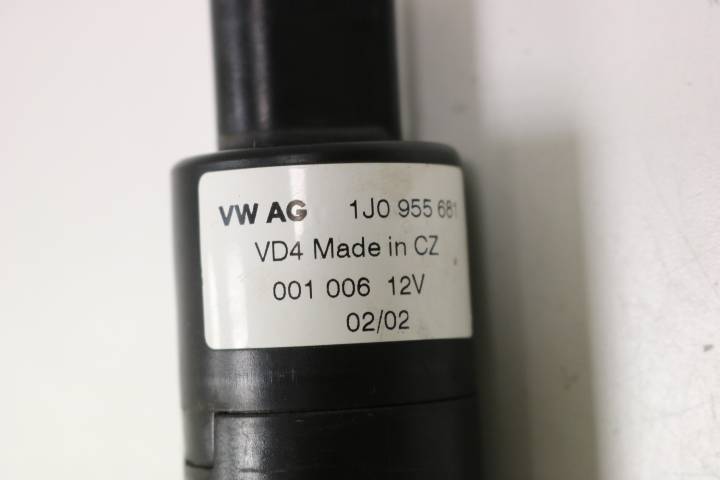 VW AG 1J0 955 681
VD4 Made in CZ
001 006 12V
02/02